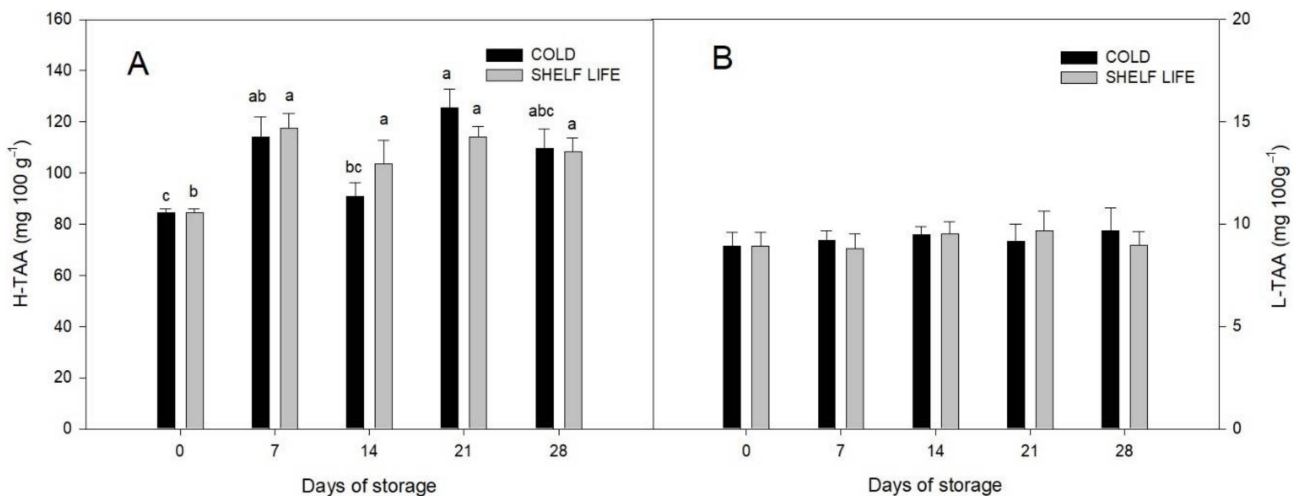 A
COLD
SHELF LIFE
B
COLD
SHELF LIFE
H-TAA (mg 100 g⁻¹)
160
140
120
100
80
60
40
20
0
c b ab a bc a a a abc a
L-TAA (mg 100g⁻¹)
20
15
10
5
0
0 7 14 21 28
0 7 14 21 28
Days of storage
Days of storage